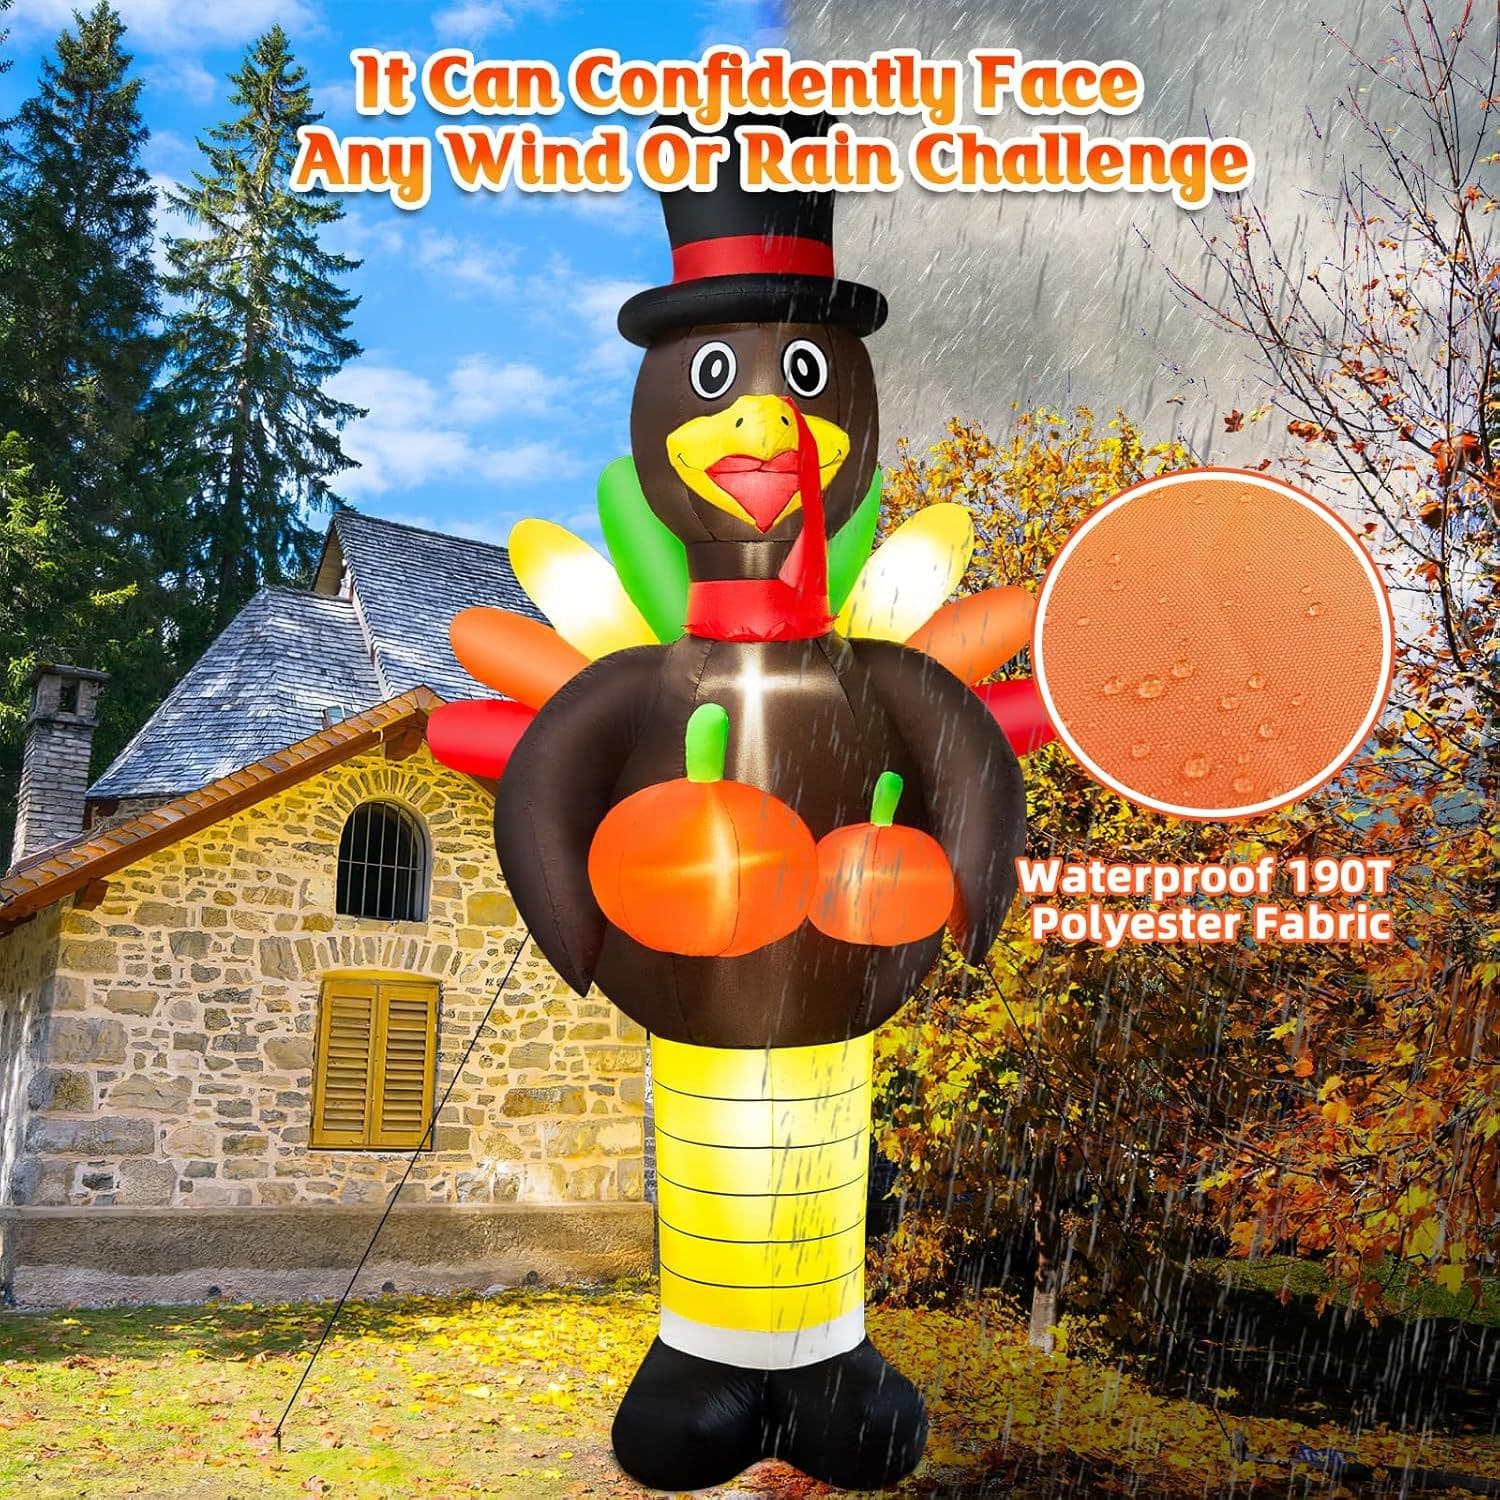 It Can Confidently Face
Any Wind Or Rain Challenge
Waterproof 190T
Polyester Fabric